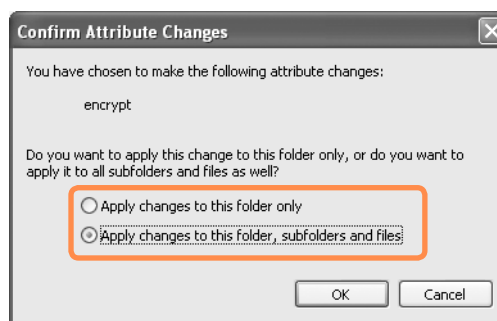 Confirm Attribute Changes
You have chosen to make the following attribute changes:
encrypt
Do you want to apply this change to this folder only, or do you want to
apply it to all subfolders and files as well?
Apply changes to this folder only
Apply changes to this folder, subfolders and files
OK Cancel